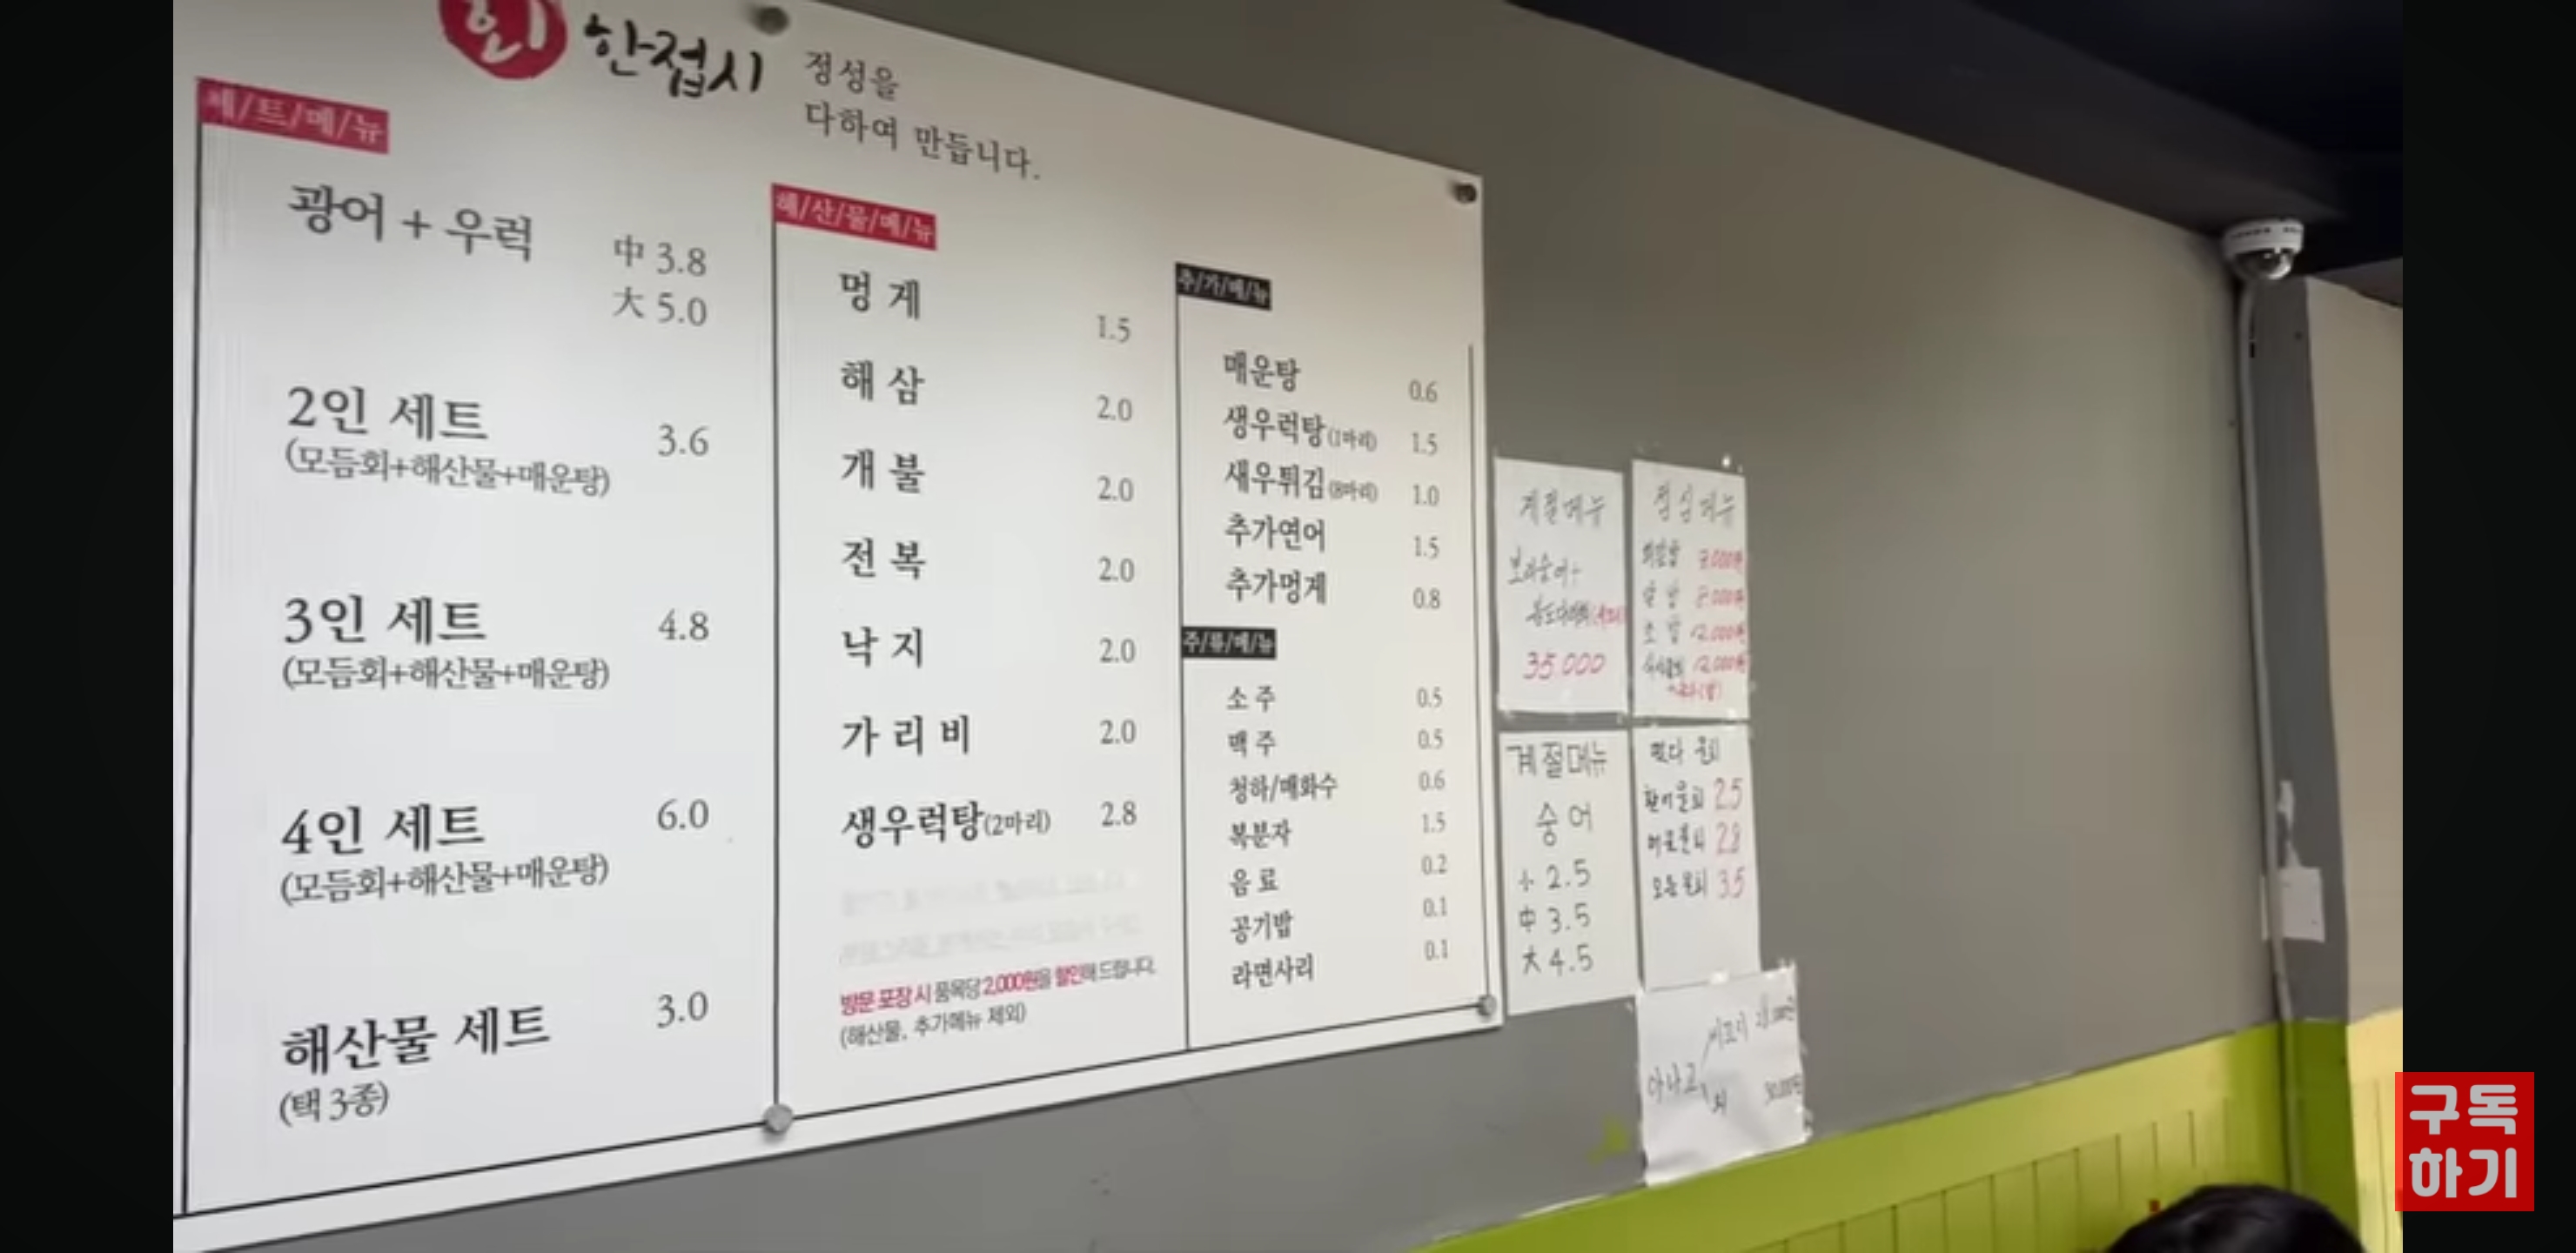 회 한접시
정성을
다하여 만듭니다.
세/트/메/뉴
광어 + 우럭
中 3.8
大 5.0
2인 세트 3.6
(모듬회+해산물+매운탕)
3인 세트 4.8
(모듬회+해산물+매운탕)
4인 세트 6.0
(모듬회+해산물+매운탕)
해산물 세트 3.0
(택 3종)
해/산/물/메/뉴
멍게 1.5
해삼 2.0
개불 2.0
전복 2.0
낙지 2.0
가리비 2.0
생우럭탕(2마리) 2.8
방문 포장 시 품목당 2,000원을 할인해 드립니다.
(해산물, 추가메뉴 제외)
추/가/메/뉴
매운탕 0.6
생우럭탕(1마리) 1.5
새우튀김(8마리) 1.0
추가연어 1.5
추가멍게 0.8
주/류/메/뉴
소주 0.5
맥주 0.5
청하/매화수 0.6
복분자 1.5
음료 0.2
공기밥 0.1
라면사리 0.1
계절메뉴
35.000
점심메뉴
계절메뉴
숭어
小 2.5
中 3.5
大 4.5
2.5
2.8
모듬물회 3.5
아나고
회
구독
하기